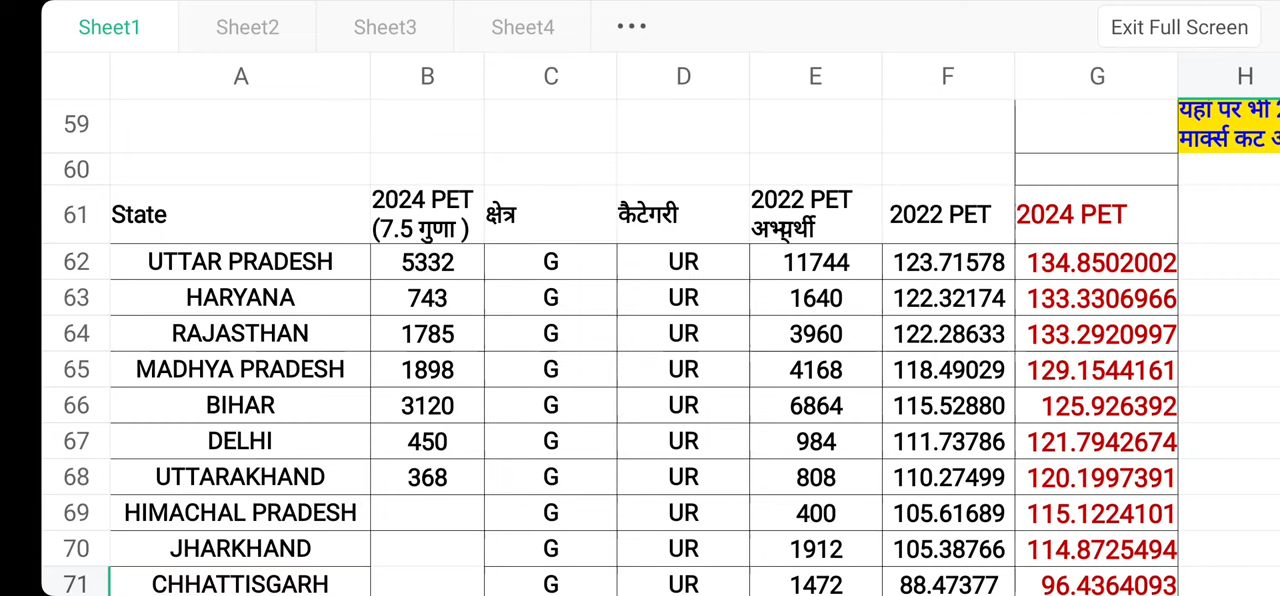 Sheet1 Sheet2 Sheet3 Sheet4 ••• Exit Full Screen
A B C D E F G H
59 यहां पर भी
मार्क्स कट
60
61 State 2024 PET (7.5 गुणा ) क्षेत्र कैटेगरी 2022 PET अभ्यर्थी 2022 PET 2024 PET
62 UTTAR PRADESH 5332 G UR 11744 123.71578 134.8502002
63 HARYANA 743 G UR 1640 122.32174 133.3306966
64 RAJASTHAN 1785 G UR 3960 122.28633 133.2920997
65 MADHYA PRADESH 1898 G UR 4168 118.49029 129.1544161
66 BIHAR 3120 G UR 6864 115.52880 125.926392
67 DELHI 450 G UR 984 111.73786 121.7942674
68 UTTARAKHAND 368 G UR 808 110.27499 120.1997391
69 HIMACHAL PRADESH G UR 400 105.61689 115.1224101
70 JHARKHAND G UR 1912 105.38766 114.8725494
71 CHHATTISGARH G UR 1472 88.47377 96.4364093